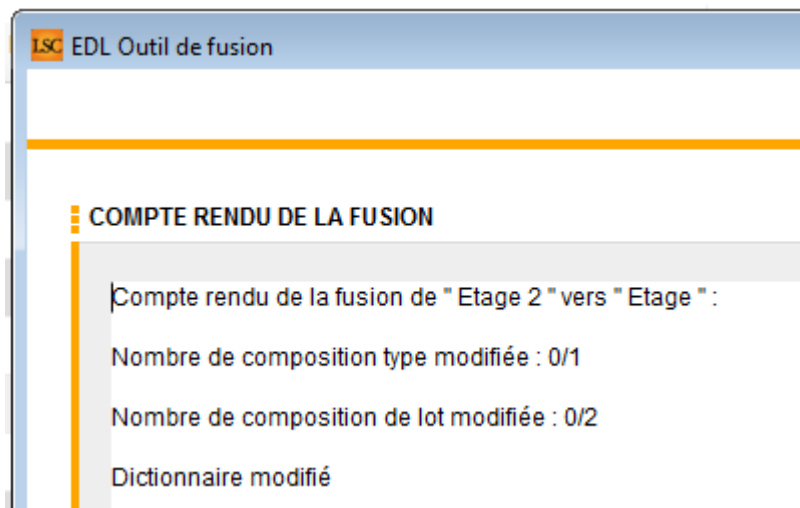 LSC EDL Outil de fusion
COMPTE RENDU DE LA FUSION
Compte rendu de la fusion de " Etage 2 " vers " Etage " :
Nombre de composition type modifiée : 0/1
Nombre de composition de lot modifiée : 0/2
Dictionnaire modifié